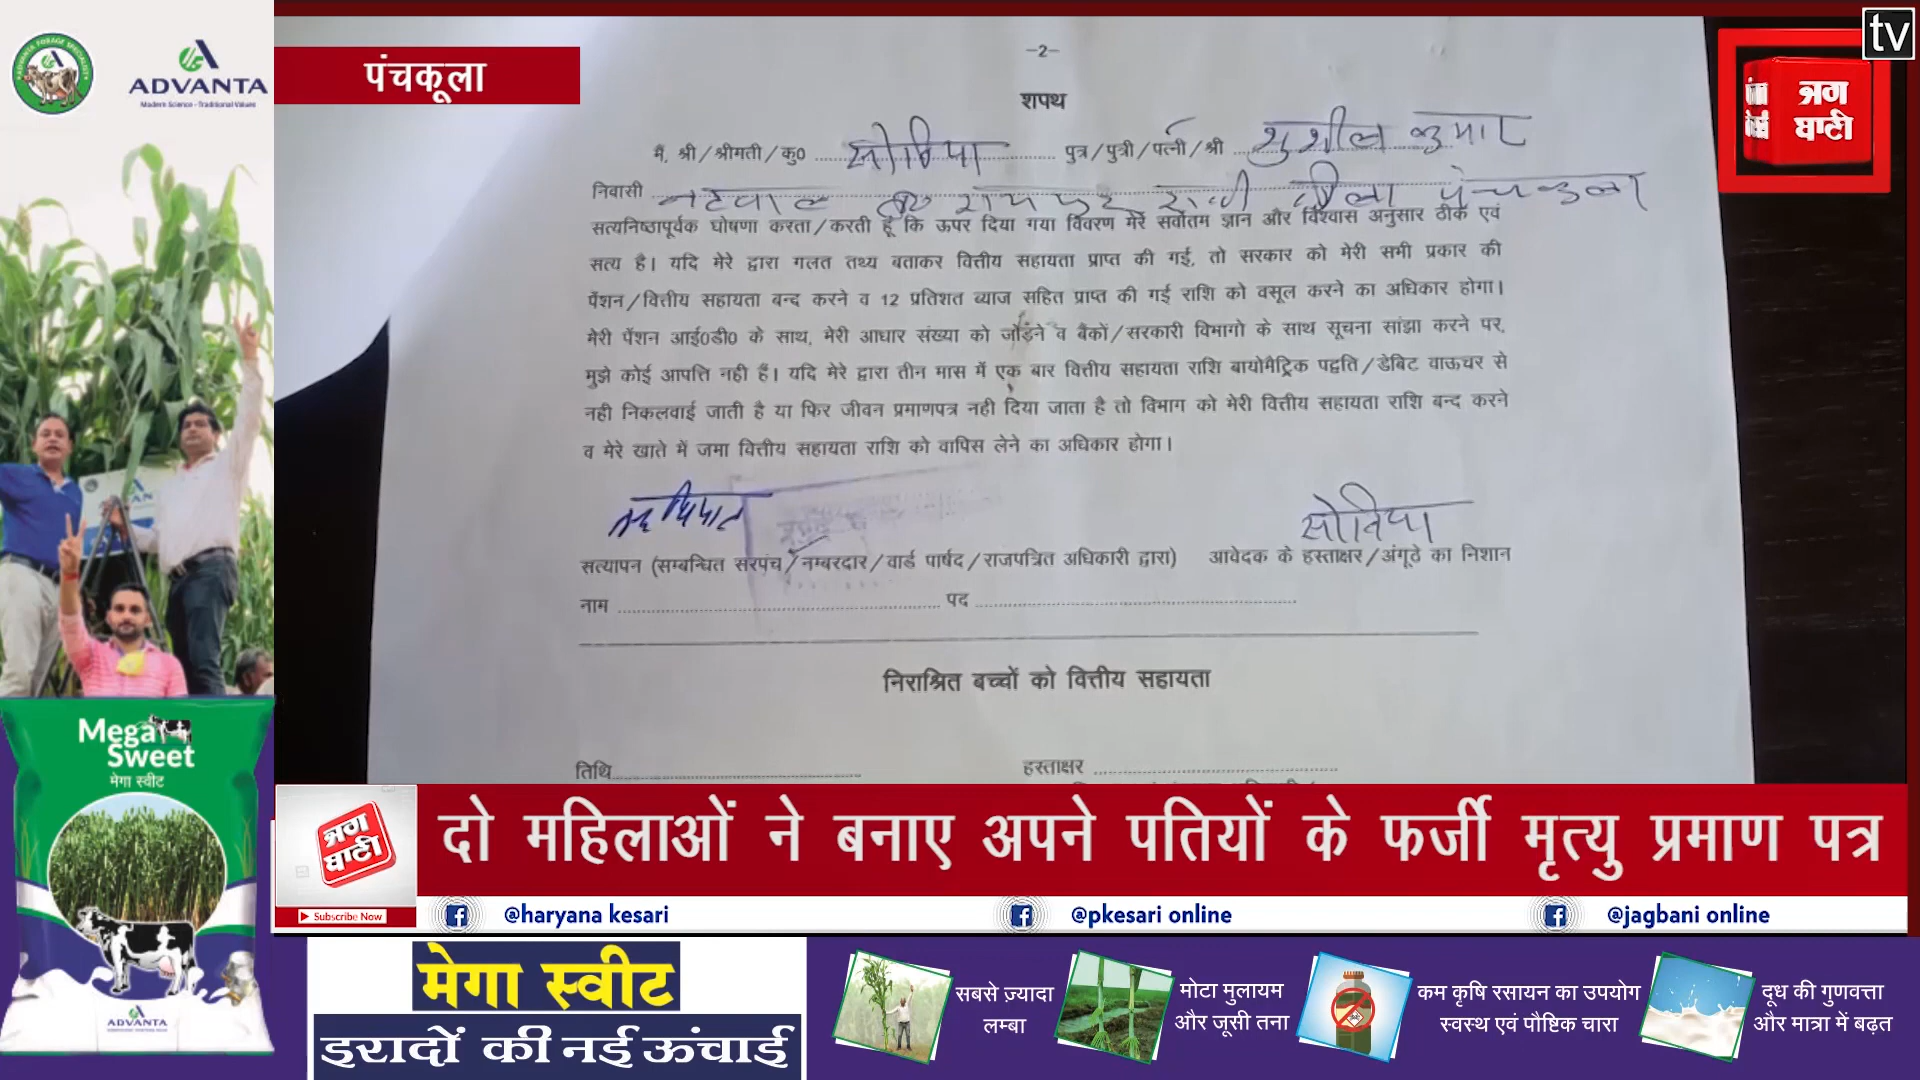 tv
ADVANTA
Modern Science - Traditional Values
पंचकूला
जग
बाणी
–2–
शपथ
मैं, श्री/श्रीमती/कु0 सोनिया पुत्र/पुत्री/पत्नी/श्री सुशील कुमार
निवासी
सत्यनिष्ठापूर्वक घोषणा करता/करती हूँ कि ऊपर दिया गया विवरण मेरे सर्वोतम ज्ञान और विश्वास अनुसार ठीक एवं
सत्य है। यदि मेरे द्वारा गलत तथ्य बताकर वित्तीय सहायता प्राप्त की गई, तो सरकार को मेरी सभी प्रकार की
पेंशन/वित्तीय सहायता बन्द करने व 12 प्रतिशत ब्याज सहित प्राप्त की गई राशि को वसूल करने का अधिकार होगा।
मेरी पेंशन आई0डी0 के साथ, मेरी आधार संख्या को जोड़ने व बैंकों/सरकारी विभागो के साथ सूचना सांझा करने पर,
मुझे कोई आपत्ति नही हैं। यदि मेरे द्वारा तीन मास में एक बार वित्तीय सहायता राशि बायोमैट्रिक पद्वति/डेबिट वाऊचर से
नही निकलवाई जाती है या फिर जीवन प्रमाणपत्र नही दिया जाता है तो विभाग को मेरी वित्तीय सहायता राशि बन्द करने
व मेरे खाते में जमा वित्तीय सहायता राशि को वापिस लेने का अधिकार होगा।
सोनिया
सत्यापन (सम्बन्धित सरपंच/नम्बरदार/वार्ड पार्षद/राजपत्रित अधिकारी द्वारा) आवेदक के हस्ताक्षर/अंगूठे का निशान
नाम पद
निराश्रित बच्चों को वित्तीय सहायता
तिथि हस्ताक्षर
Mega
Sweet
मेगा स्वीट
ADVANTA
दो महिलाओं ने बनाए अपने पतियों के फर्जी मृत्यु प्रमाण पत्र
Subscribe Now
@haryana kesari @pkesari online @jagbani online
मेगा स्वीट
इरादों की नई ऊंचाई
सबसे ज़्यादा
लम्बा
मोटा मुलायम
और जूसी तना
कम कृषि रसायन का उपयोग
स्वस्थ एवं पौष्टिक चारा
दूध की गुणवत्ता
और मात्रा में बढ़त